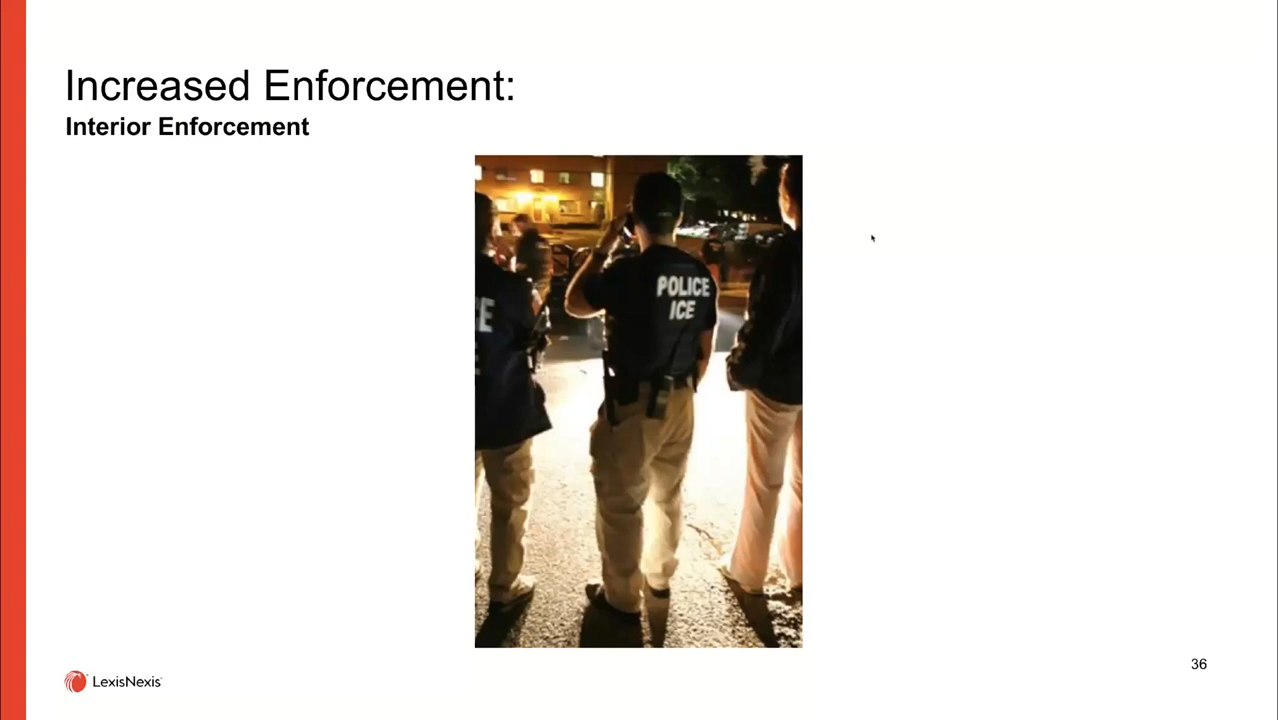 Increased Enforcement:
Interior Enforcement
POLICE
ICE
36
LexisNexis